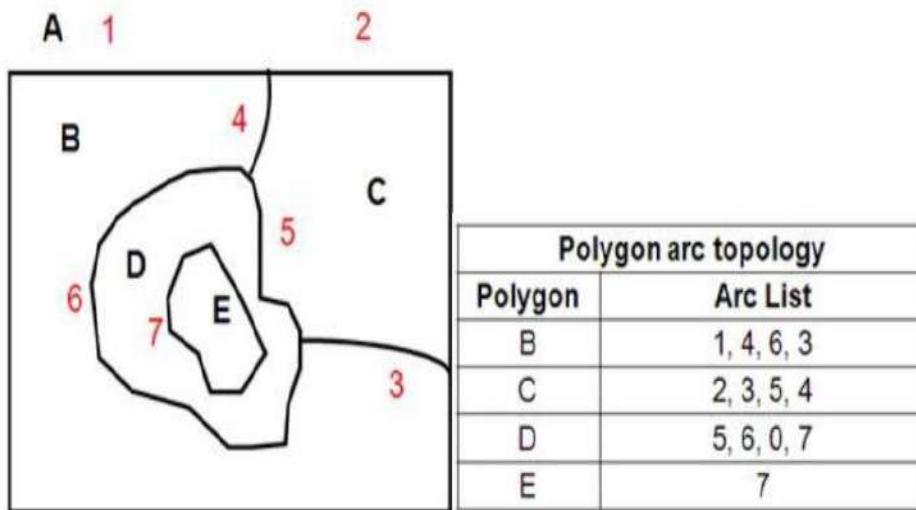 A 1 2
B
4
C
5
D
6
E
7
3
Polygon arc topology
Polygon Arc List
B 1, 4, 6, 3
C 2, 3, 5, 4
D 5, 6, 0, 7
E 7